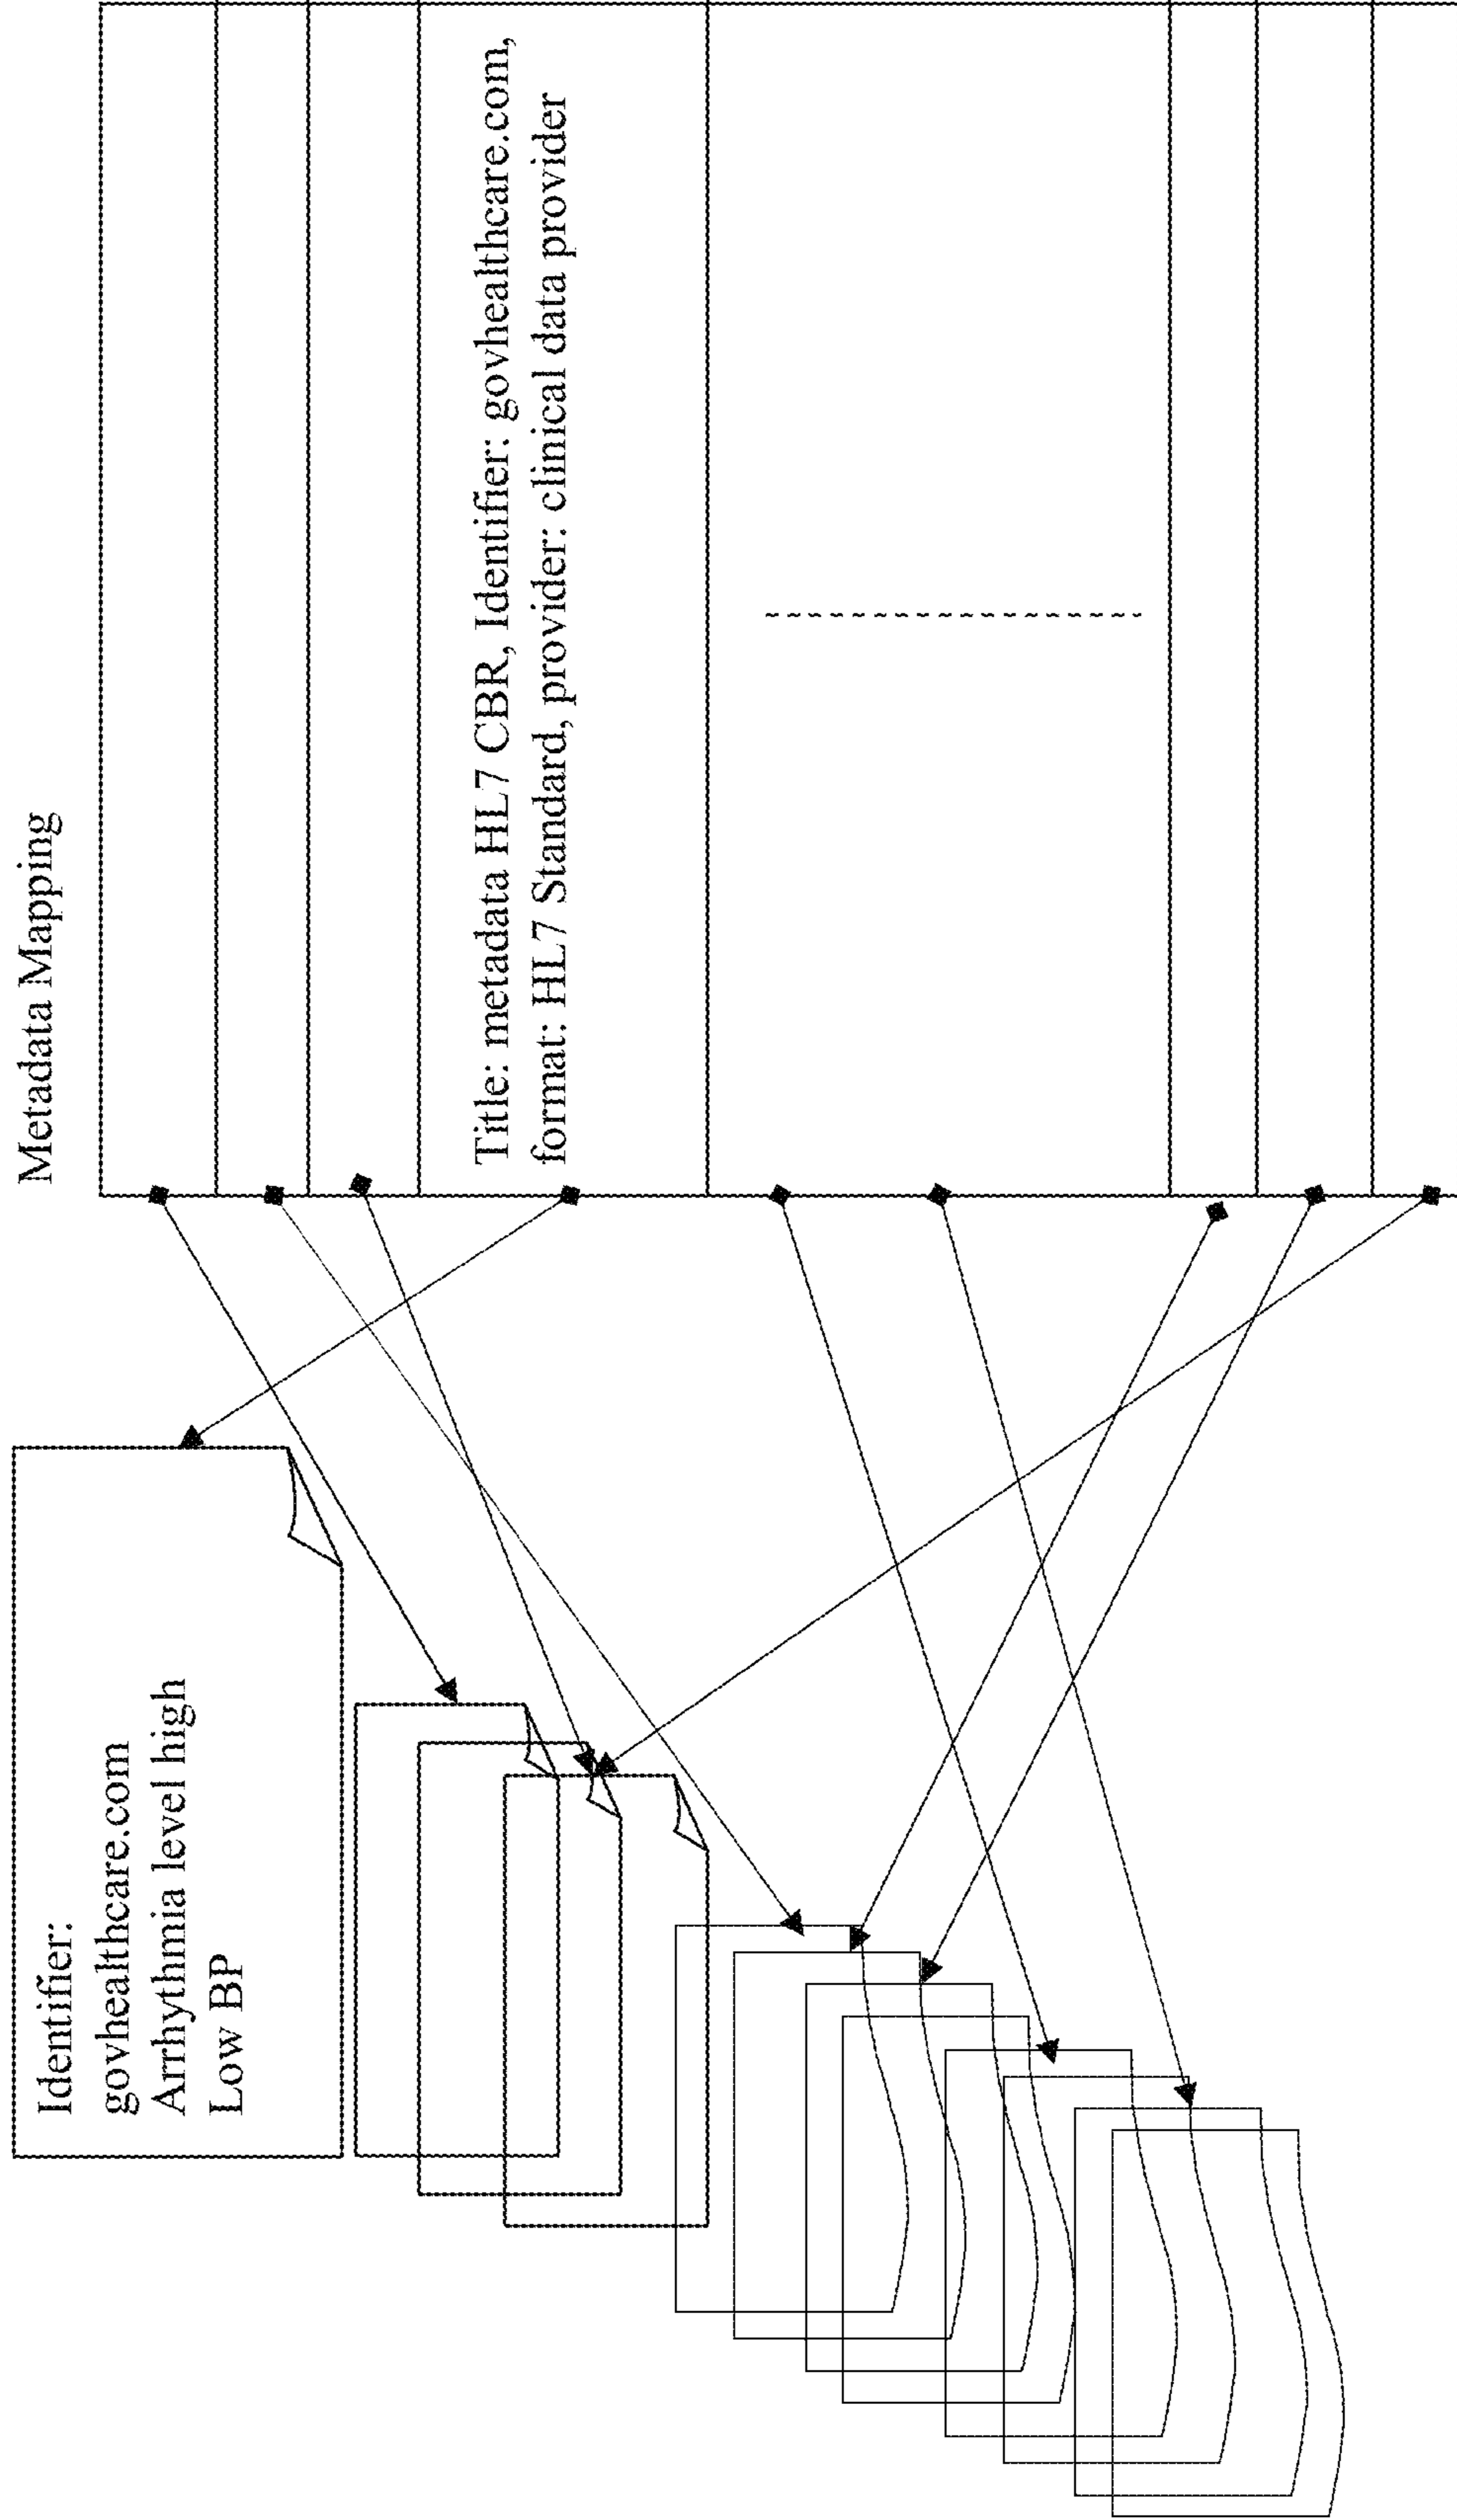 Metadata Mapping
Identifier:
govhealthcare.com
Arrhythmia level high
Low BP
Title: metadata HL7 CBR, Identifier: govhealthcare.com,
format: HL7 Standard, provider: clinical data provider